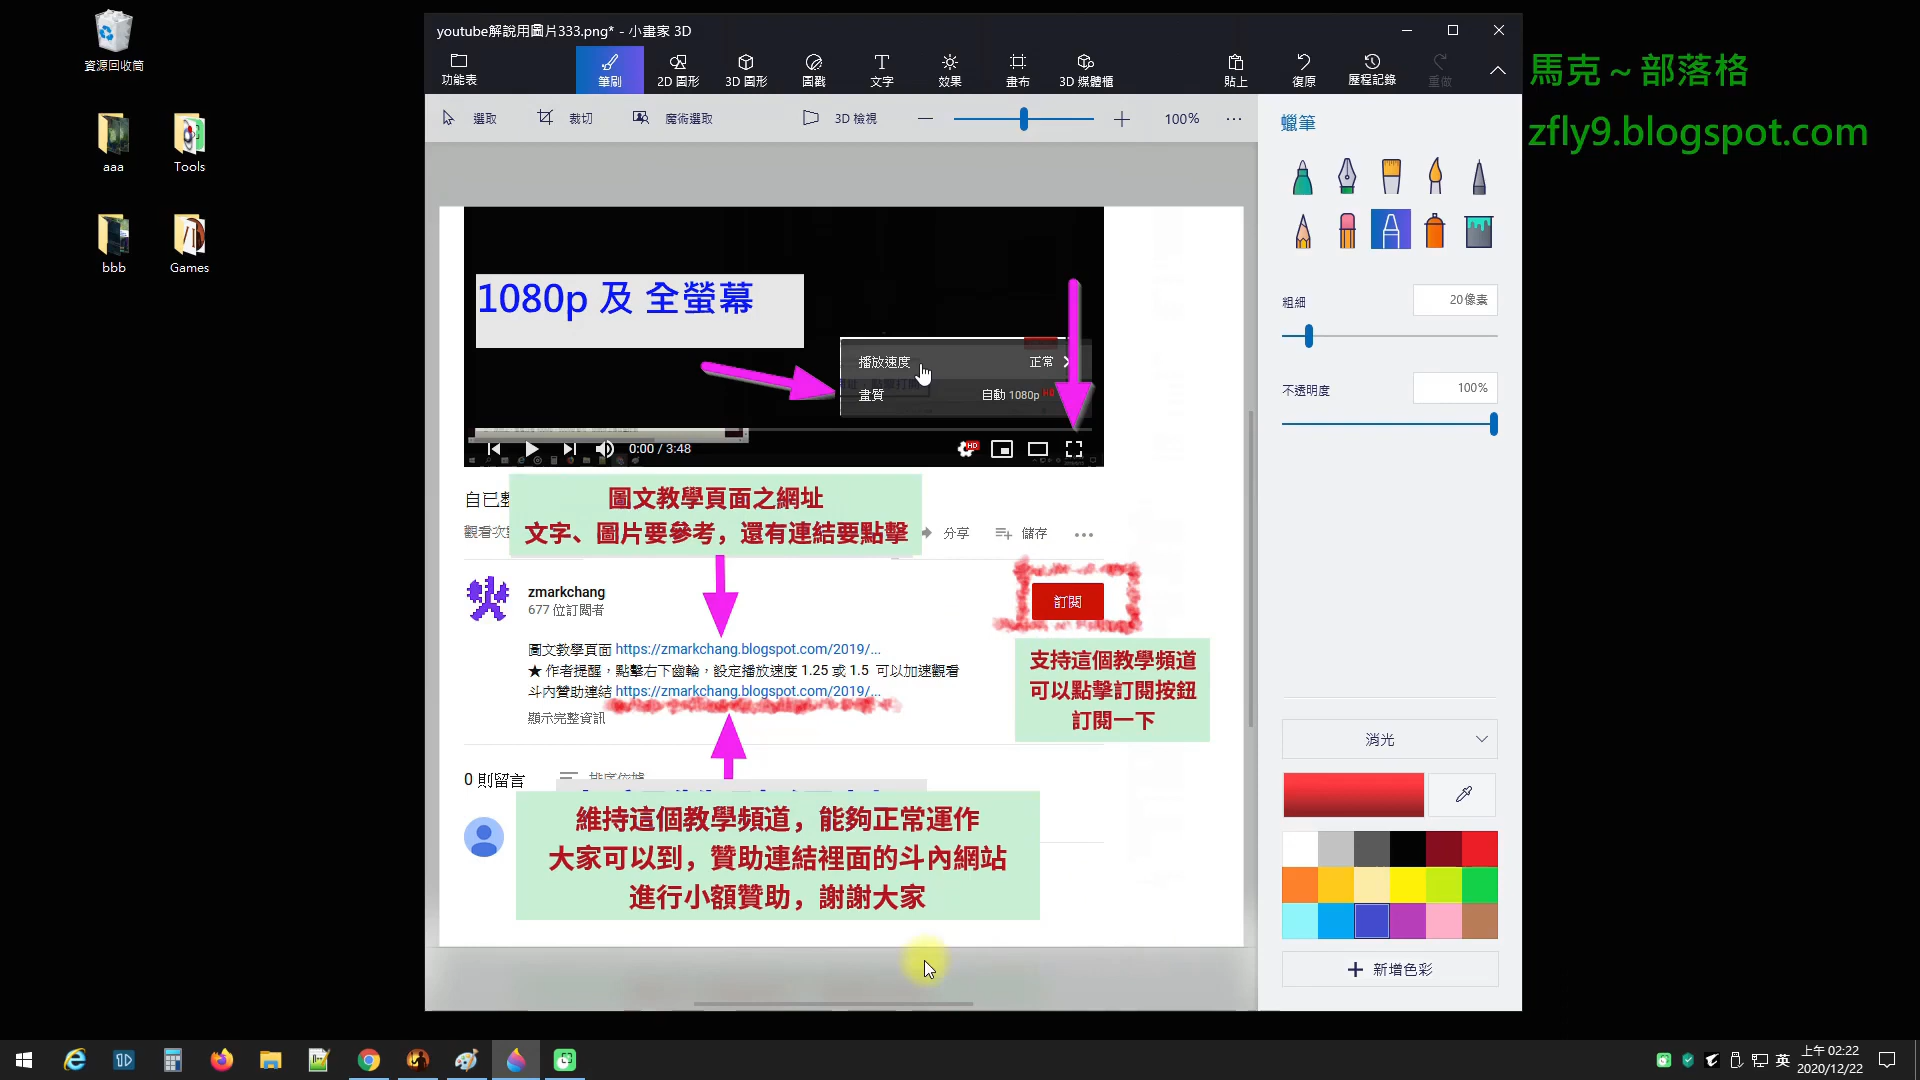 資源回收筒
aaa
Tools
bbb
Games
youtube解說用圖片333.png* - 小畫家 3D
功能表
筆刷
2D 圖形
3D 圖形
圖戳
文字
效果
畫布
3D 媒體櫃
貼上
復原
歷程記錄
重做
選取
裁切
魔術選取
3D 檢視
100%
馬克～部落格
zfly9.blogspot.com
蠟筆
粗細
20像素
不透明度
100%
消光
新增色彩
1080p 及 全螢幕
播放速度
正常
畫質
自動 1080p HD
0:00 / 3:48
HD
圖文教學頁面之網址
文字、圖片要參考，還有連結要點擊
分享
儲存
zmarkchang
677 位訂閱者
訂閱
圖文教學頁面 https://zmarkchang.blogspot.com/2019/...
★ 作者提醒，點擊右下齒輪，設定播放速度 1.25 或 1.5 可以加速觀看
斗內贊助連結 https://zmarkchang.blogspot.com/2019/...
顯示完整資訊
支持這個教學頻道
可以點擊訂閱按鈕
訂閱一下
0 則留言
排序依據
維持這個教學頻道，能夠正常運作
大家可以到，贊助連結裡面的斗內網站
進行小額贊助，謝謝大家
英
上午 02:22
2020/12/22